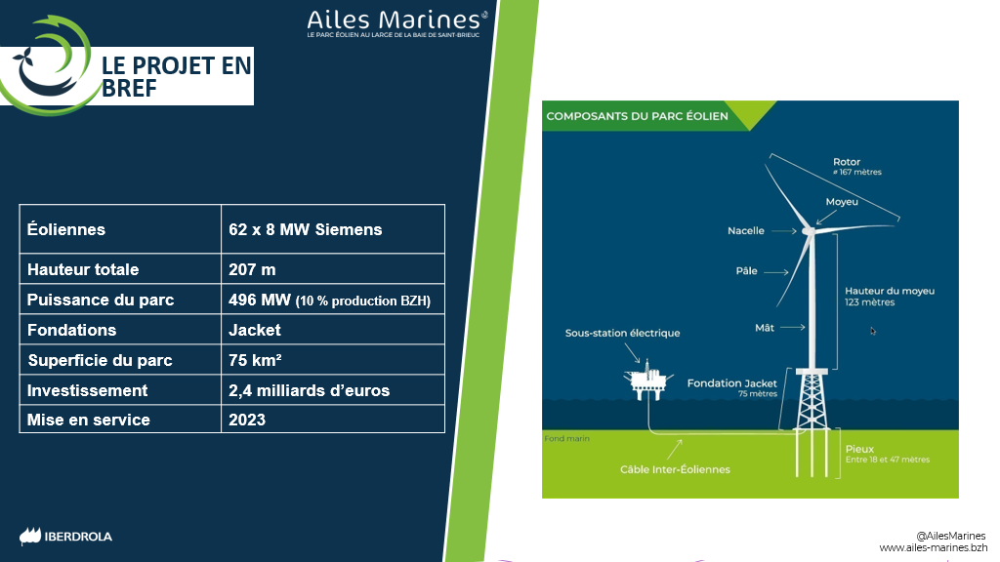 Ailes Marines
LE PARC ÉOLIEN AU LARGE DE LA BAIE DE SAINT-BRIEUC
LE PROJET EN
BREF
Éoliennes 62 x 8 MW Siemens
Hauteur totale 207 m
Puissance du parc 496 MW (10 % production BZH)
Fondations Jacket
Superficie du parc 75 km²
Investissement 2,4 milliards d’euros
Mise en service 2023
IBERDROLA
COMPOSANTS DU PARC ÉOLIEN
Rotor
ø 167 mètres
Moyeu
Nacelle
Pâle
Hauteur du moyeu
123 mètres
Mât
Sous-station électrique
Fondation Jacket
75 mètres
Fond marin
Pieux
Entre 18 et 47 mètres
Câble Inter-Éoliennes
@AilesMarines
www.ailes-marines.bzh